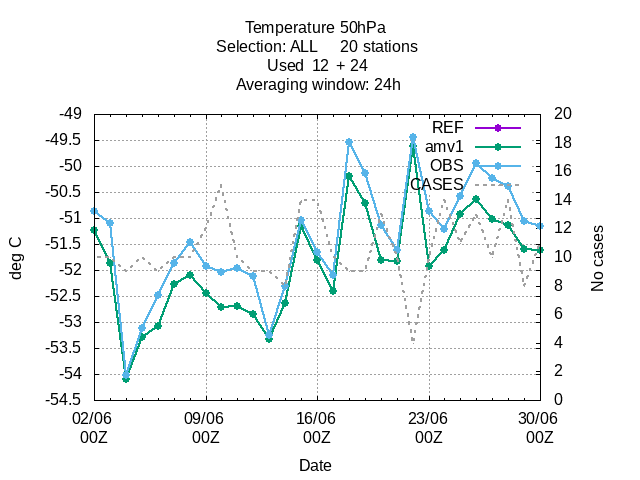 Temperature 50hPa
Selection: ALL 20 stations
Used 12 + 24
Averaging window: 24h
REF
amv1
OBS
CASES
-49
-49.5
-50
-50.5
-51
-51.5
-52
-52.5
-53
-53.5
-54
-54.5
deg C
20
18
16
14
12
10
8
6
4
2
0
No cases
02/06 09/06 16/06 23/06 30/06
00Z 00Z 00Z 00Z 00Z
Date